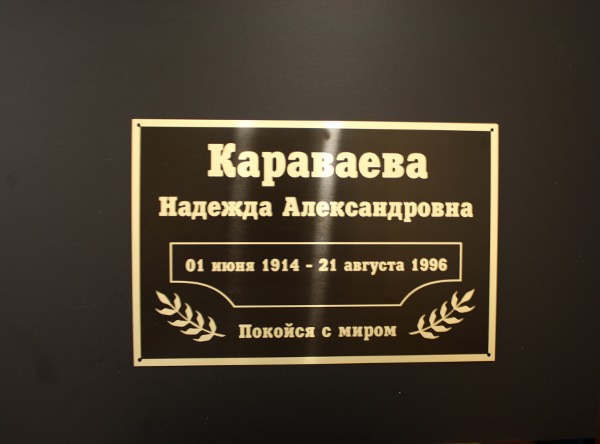 Караваева
Надежда Александровна
01 июня 1914 - 21 августа 1996
Покойся с миром